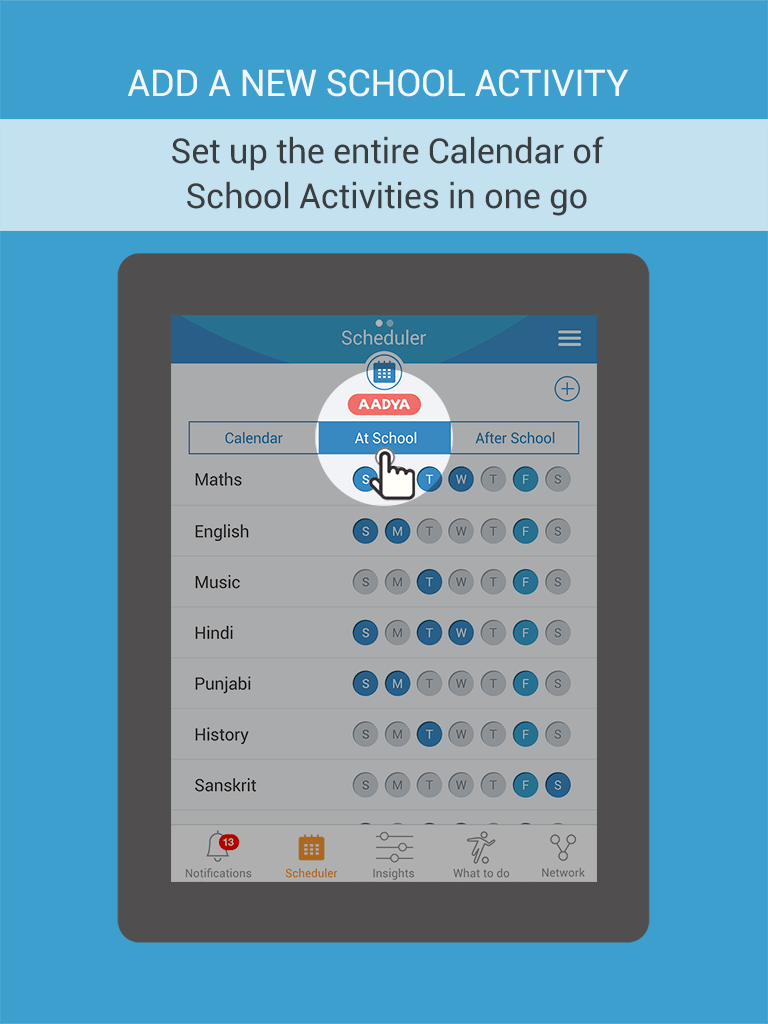 ADD A NEW SCHOOL ACTIVITY
Set up the entire Calendar of
School Activities in one go
Scheduler
AADYA
Calendar At School After School
Maths S T W T F S
English S M T W T F S
Music S M T W T F S
Hindi S M T W T F S
Punjabi S M T W T F S
History S M T W T F S
Sanskrit S M T W T F S
13
Notifications Scheduler Insights What to do Network